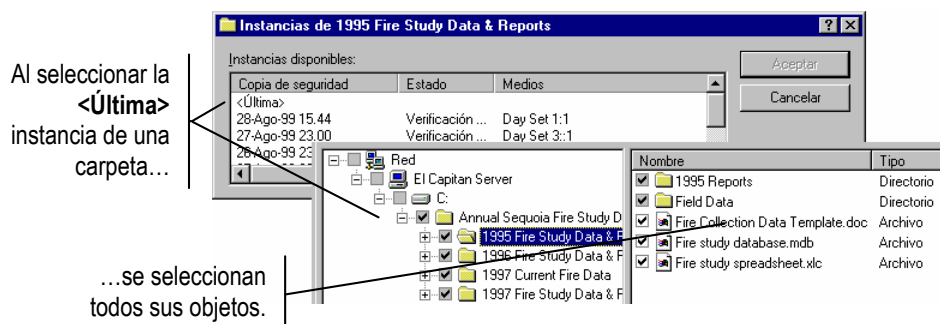 Instancias de 1995 Fire Study Data & Reports
Instancias disponibles:
Aceptar
Cancelar
Copia de seguridad Estado Medios
<Última>
28-Ago-99 15.44 Verificación ... Day Set 1:1
27-Ago-99 23.00 Verificación ... Day Set 3::1
26-Ago-99 23
Al seleccionar la
<Última>
instancia de una
carpeta…
Red
El Capitan Server
C:
Annual Sequoia Fire Study D
1995 Fire Study Data & F
1996 Fire Study Data & F
1997 Current Fire Data
1997 Fire Study Data & F
Nombre Tipo
1995 Reports Directorio
Field Data Directorio
Fire Collection Data Template.doc Archivo
Fire study database.mdb Archivo
Fire study spreadsheet.xlc Archivo
…se seleccionan
todos sus objetos.